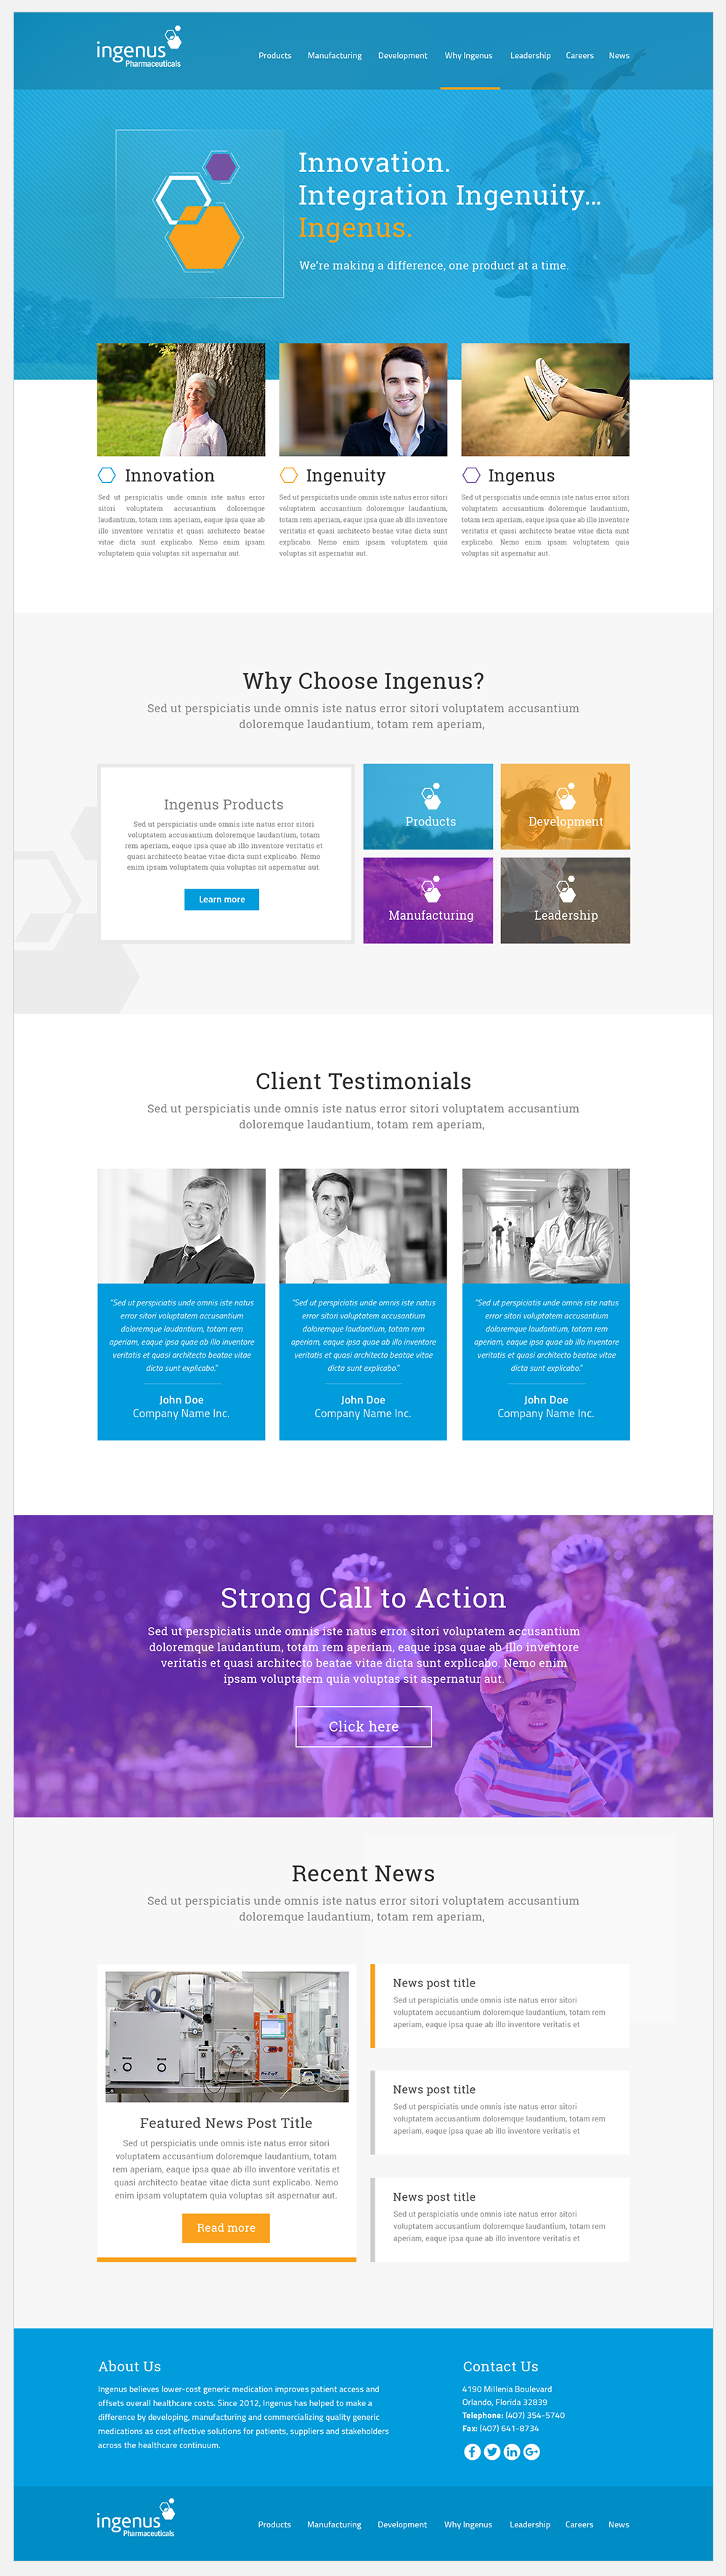 ingenus
Pharmaceuticals
Products Manufacturing Development Why Ingenus Leadership Careers News
Innovation.
Integration Ingenuity...
Ingenus.
We're making a difference, one product at a time.
Innovation
Sed ut perspiciatis unde omnis iste natus error
sitori voluptatem accusantium doloremque
laudantium, totam rem aperiam, eaque ipsa quae ab
illo inventore veritatis et quasi architecto beatae
vitae dicta sunt explicabo. Nemo enim ipsam
voluptatem quia voluptas sit aspernatur aut.
Ingenuity
Sed ut perspiciatis unde omnis iste natus error sitori
voluptatem accusantium doloremque laudantium,
totam rem aperiam, eaque ipsa quae ab illo inventore
veritatis et quasi architecto beatae vitae dicta sunt
explicabo. Nemo enim ipsam voluptatem quia
voluptas sit aspernatur aut.
Ingenus
Sed ut perspiciatis unde omnis iste natus error sitori
voluptatem accusantium doloremque laudantium,
totam rem aperiam, eaque ipsa quae ab illo inventore
veritatis et quasi architecto beatae vitae dicta sunt
explicabo. Nemo enim ipsam voluptatem quia
voluptas sit aspernatur aut.
Why Choose Ingenus?
Sed ut perspiciatis unde omnis iste natus error sitori voluptatem accusantium
doloremque laudantium, totam rem aperiam,
Ingenus Products
Sed ut perspiciatis unde omnis iste natus error sitori
voluptatem accusantium doloremque laudantium, totam
rem aperiam, eaque ipsa quae ab illo inventore veritatis et
quasi architecto beatae vitae dicta sunt explicabo. Nemo
enim ipsam voluptatem quia voluptas sit aspernatur aut.
Learn more
Products
Development
Manufacturing
Leadership
Client Testimonials
Sed ut perspiciatis unde omnis iste natus error sitori voluptatem accusantium
doloremque laudantium, totam rem aperiam,
"Sed ut perspiciatis unde omnis iste natus
error sitori voluptatem accusantium
doloremque laudantium, totam rem
aperiam, eaque ipsa quae ab illo inventore
veritatis et quasi architecto beatae vitae
dicta sunt explicabo."
John Doe
Company Name Inc.
"Sed ut perspiciatis unde omnis iste natus
error sitori voluptatem accusantium
doloremque laudantium, totam rem
aperiam, eaque ipsa quae ab illo inventore
veritatis et quasi architecto beatae vitae
dicta sunt explicabo."
John Doe
Company Name Inc.
"Sed ut perspiciatis unde omnis iste natus
error sitori voluptatem accusantium
doloremque laudantium, totam rem
aperiam, eaque ipsa quae ab illo inventore
veritatis et quasi architecto beatae vitae
dicta sunt explicabo."
John Doe
Company Name Inc.
Strong Call to Action
Sed ut perspiciatis unde omnis iste natus error sitori voluptatem accusantium
doloremque laudantium, totam rem aperiam, eaque ipsa quae ab illo inventore
veritatis et quasi architecto beatae vitae dicta sunt explicabo. Nemo enim
ipsam voluptatem quia voluptas sit aspernatur aut.
Click here
Recent News
Sed ut perspiciatis unde omnis iste natus error sitori voluptatem accusantium
doloremque laudantium, totam rem aperiam,
Featured News Post Title
Sed ut perspiciatis unde omnis iste natus error sitori
voluptatem accusantium doloremque laudantium, totam
rem aperiam, eaque ipsa quae ab illo inventore veritatis et
quasi architecto beatae vitae dicta sunt explicabo. Nemo
enim ipsam voluptatem quia voluptas sit aspernatur aut.
Read more
News post title
Sed ut perspiciatis unde omnis iste natus error sitori
voluptatem accusantium doloremque laudantium, totam rem
aperiam, eaque ipsa quae ab illo inventore veritatis et
News post title
Sed ut perspiciatis unde omnis iste natus error sitori
voluptatem accusantium doloremque laudantium, totam rem
aperiam, eaque ipsa quae ab illo inventore veritatis et
News post title
Sed ut perspiciatis unde omnis iste natus error sitori
voluptatem accusantium doloremque laudantium, totam rem
aperiam, eaque ipsa quae ab illo inventore veritatis et
About Us
Ingenus believes lower-cost generic medication improves patient access and
offsets overall healthcare costs. Since 2012, Ingenus has helped to make a
difference by developing, manufacturing and commercializing quality generic
medications as cost effective solutions for patients, suppliers and stakeholders
across the healthcare continuum.
Contact Us
4190 Millenia Boulevard
Orlando, Florida 32839
Telephone: (407) 354-5740
Fax: (407) 641-8734
ingenus
Pharmaceuticals
Products Manufacturing Development Why Ingenus Leadership Careers News